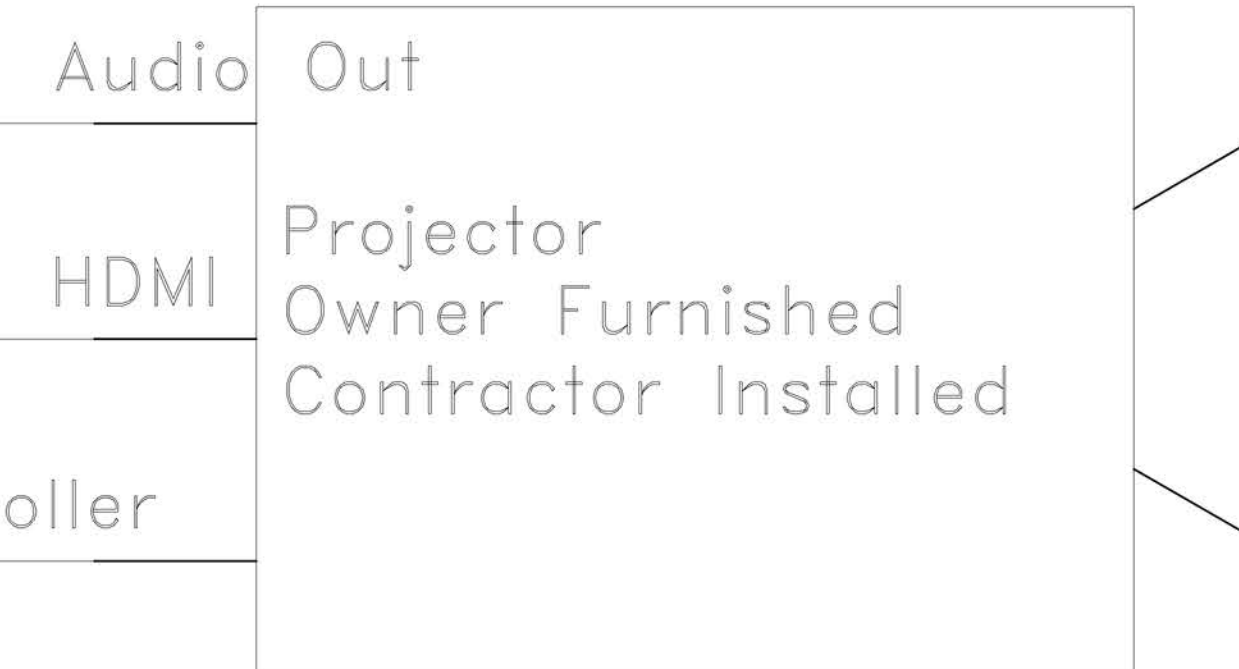 Audio Out
Projector
HDMI
Owner Furnished
Contractor Installed
oller